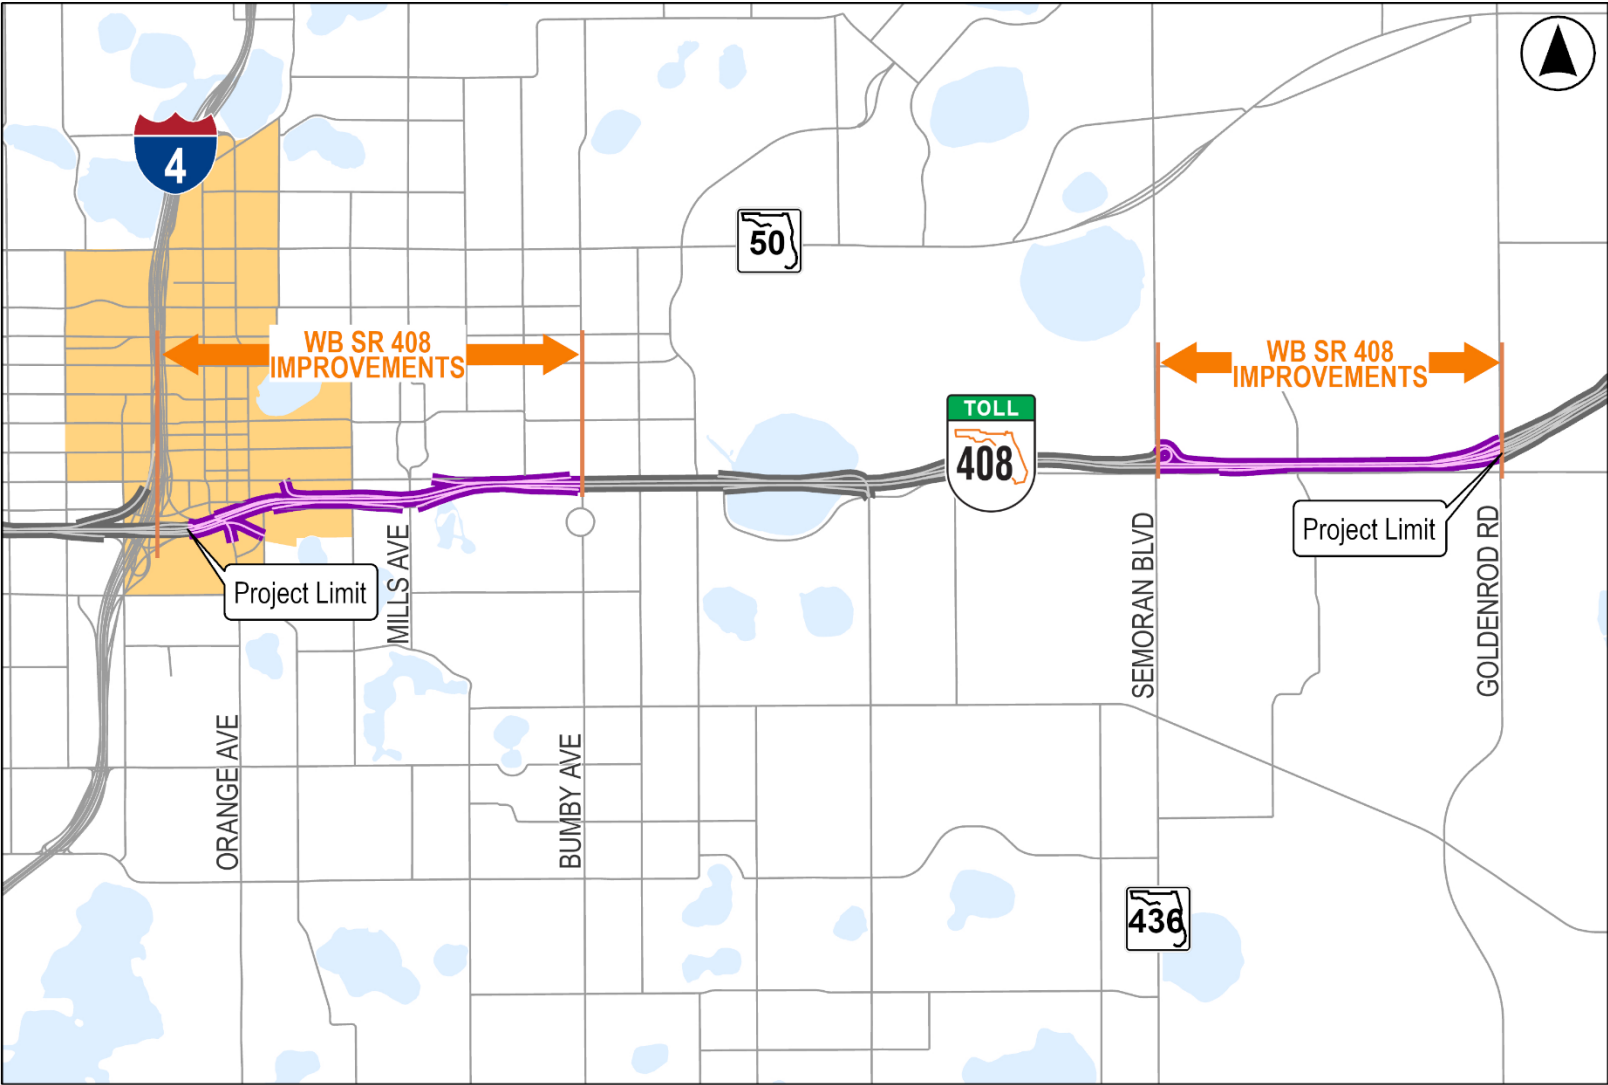 4
50
WB SR 408
IMPROVEMENTS
WB SR 408
IMPROVEMENTS
TOLL
408
Project Limit
Project Limit
MILLS AVE
SEMORAN BLVD
GOLDENROD RD
ORANGE AVE
BUMBY AVE
436